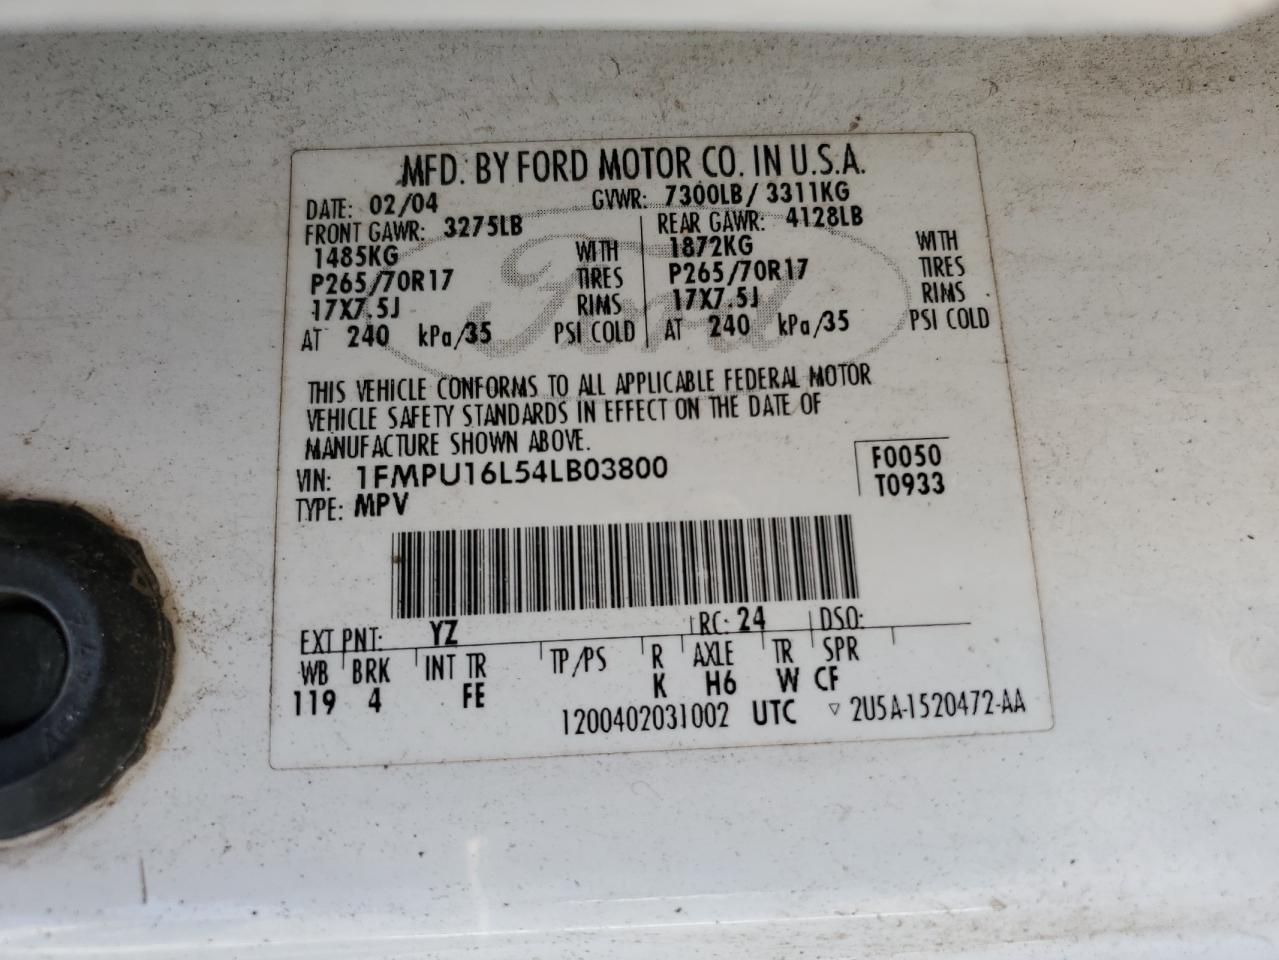 MFD. BY FORD MOTOR CO. IN U.S.A.
DATE: 02/04 GVWR: 7300LB/ 3311KG
FRONT GAWR: 3275LB REAR GAWR: 4128LB
1485KG WITH 1872KG WITH
P265/70R17 TIRES P265/70R17 TIRES
17X7.5J RIMS 17X7.5J RIMS
AT 240 kPa/35 PSI COLD AT 240 kPa/35 PSI COLD
Ford
THIS VEHICLE CONFORMS TO ALL APPLICABLE FEDERAL MOTOR
VEHICLE SAFETY STANDARDS IN EFFECT ON THE DATE OF
MANUFACTURE SHOWN ABOVE.
VIN: 1FMPU16L54LB03800 F0050
TYPE: MPV T0933
EXT PNT: YZ RC: 24 DSO:
WB BRK INT TR TP/PS R AXLE TR SPR
119 4 FE K H6 W CF
1200402031002 UTC ▽ 2U5A-1520472-AA